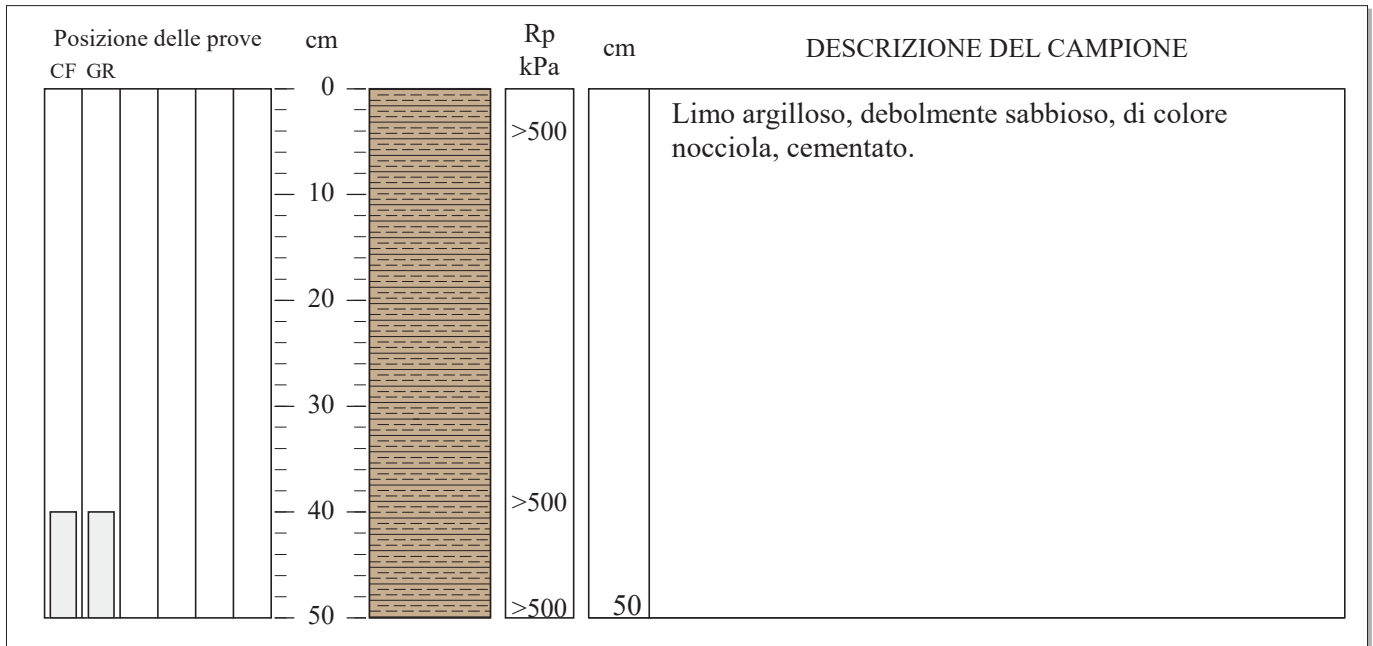 Posizione delle prove
CF GR
cm
Rp
kPa
cm
DESCRIZIONE DEL CAMPIONE
0
10
20
30
40
50
>500
>500
>500
50
Limo argilloso, debolmente sabbioso, di colore
nocciola, cementato.